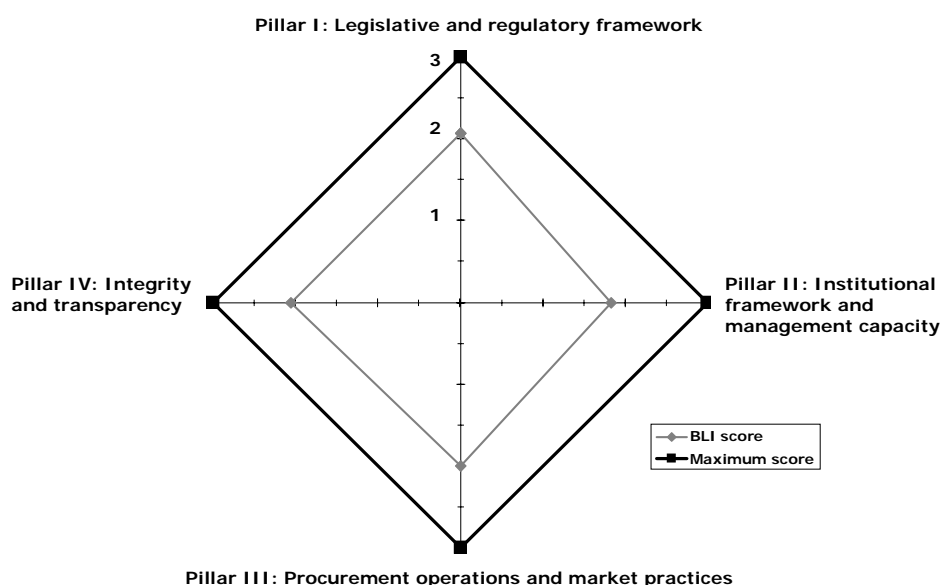 Pillar I: Legislative and regulatory framework
3
2
1
Pillar IV: Integrity
and transparency
Pillar II: Institutional
framework and
management capacity
BLI score
Maximum score
Pillar III: Procurement operations and market practices